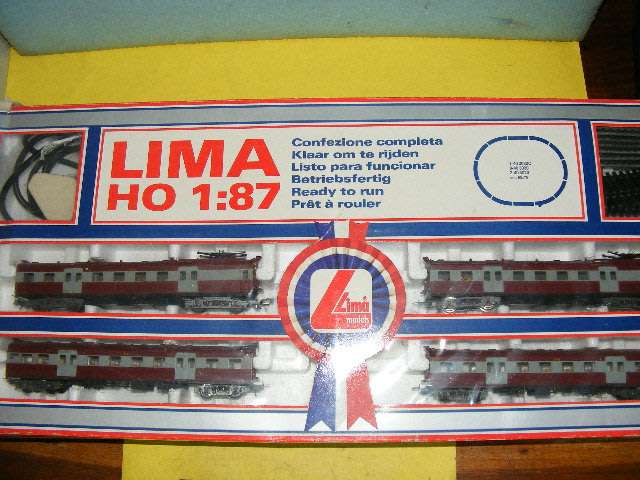 LIMA
HO 1:87
Confezione completa
Klaar om te rijden
Listo para funcionar
Betriebsfertig
Ready to run
Prêt à rouler
Lima
models